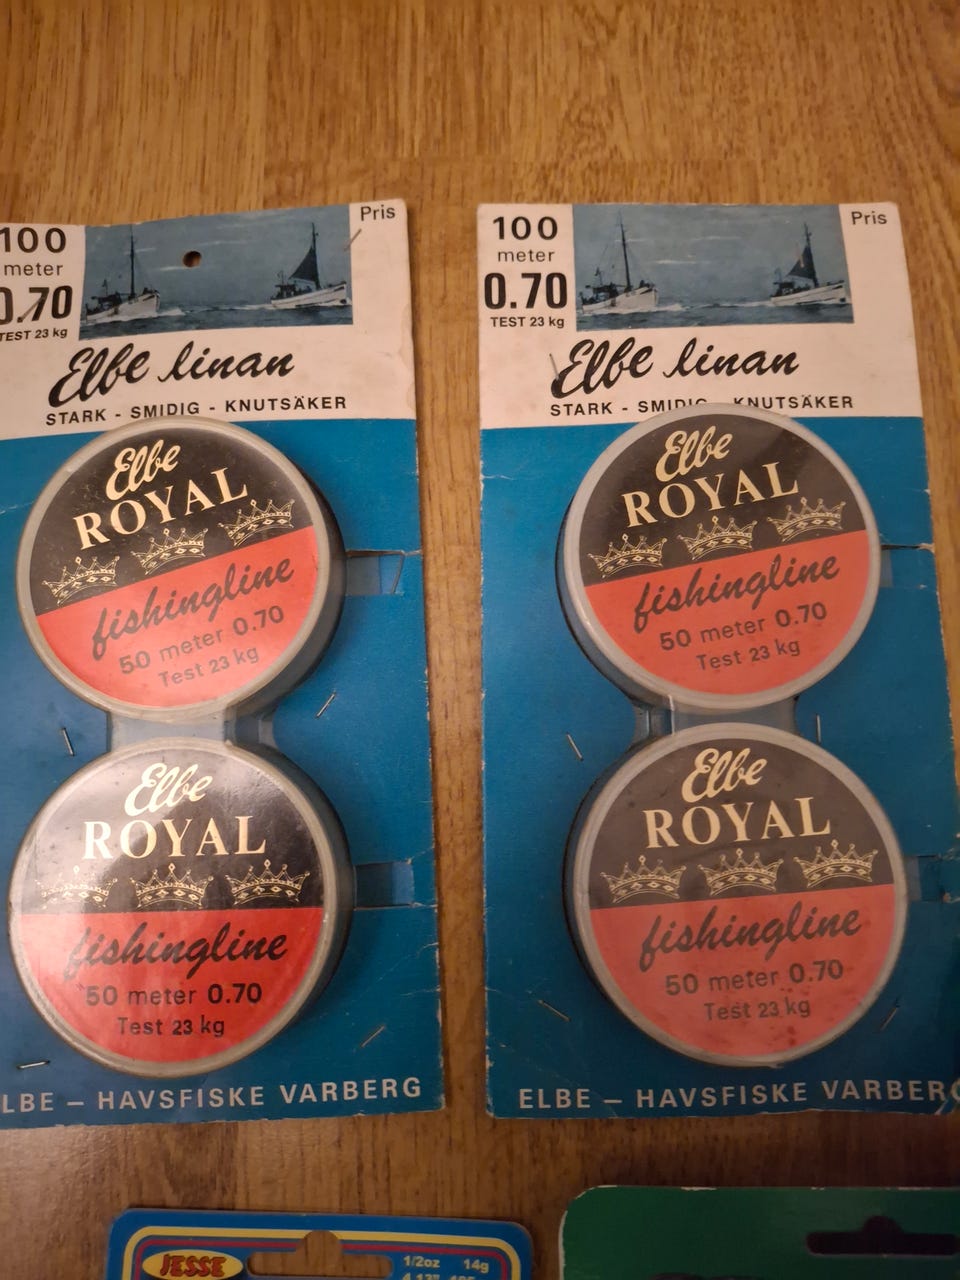 100
meter
0.70
TEST 23 kg
Pris
Elbe linan
STARK - SMIDIG - KNUTSÄKER
Elbe
ROYAL
fishingline
50 meter 0.70
Test 23 kg
Elbe
ROYAL
fishingline
50 meter 0.70
Test 23 kg
LBE – HAVSFISKE VARBERG
100
meter
0.70
TEST 23 kg
Pris
Elbe linan
STARK - SMIDIG - KNUTSÄKER
Elbe
ROYAL
fishingline
50 meter 0.70
Test 23 kg
Elbe
ROYAL
fishingline
50 meter 0.70
Test 23 kg
ELBE – HAVSFISKE VARBERG
JESSE
1/2oz 14g